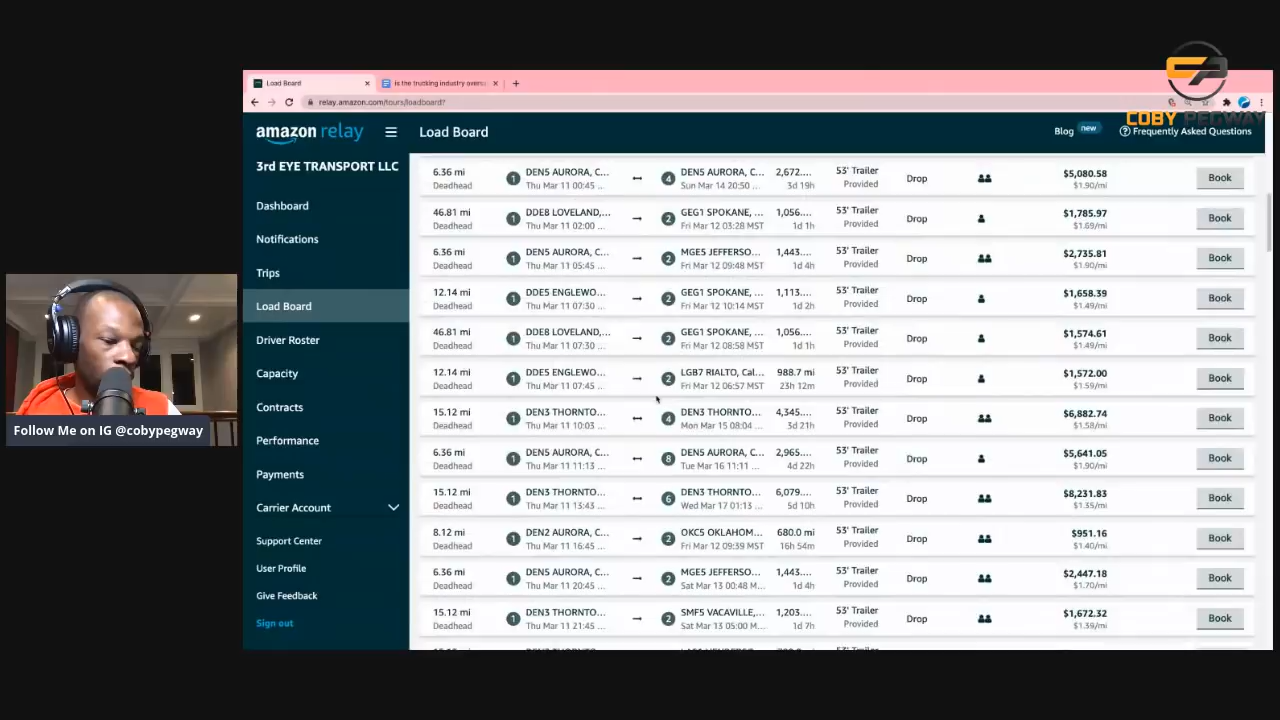 COBY PEGWAY
Load Board
is the trucking industry overs
relay.amazon.com/tours/loadboard?
amazon relay
Load Board
Blog new
Frequently Asked Questions
3rd EYE TRANSPORT LLC
Dashboard
Notifications
Trips
Load Board
Driver Roster
Capacity
Contracts
Performance
Payments
Carrier Account
Support Center
User Profile
Give Feedback
Sign out
6.36 mi 1 DEN5 AURORA, C... 4 DEN5 AURORA, C... 2,672.... 53' Trailer Drop $5,080.58 Book
Deadhead Thu Mar 11 00:45 ... Sun Mar 14 20:50 ... 3d 19h Provided $1.90/mi
46.81 mi 1 DDE8 LOVELAND,... 2 GEG1 SPOKANE, ... 1,056.... 53' Trailer Drop $1,785.97 Book
Deadhead Thu Mar 11 02:00 ... Fri Mar 12 03:28 MST 1d 1h Provided $1.69/mi
6.36 mi 1 DEN5 AURORA, C... 2 MGE5 JEFFERSO... 1,443.... 53' Trailer Drop $2,735.81 Book
Deadhead Thu Mar 11 05:45 ... Fri Mar 12 09:48 MST 1d 4h Provided $1.90/mi
12.14 mi 1 DDE5 ENGLEWO... 2 GEG1 SPOKANE, ... 1,113.... 53' Trailer Drop $1,658.39 Book
Deadhead Thu Mar 11 07:30 ... Fri Mar 12 10:14 MST 1d 2h Provided $1.49/mi
46.81 mi 1 DDE8 LOVELAND,... 2 GEG1 SPOKANE, ... 1,056.... 53' Trailer Drop $1,574.61 Book
Deadhead Thu Mar 11 07:30 ... Fri Mar 12 08:58 MST 1d 1h Provided $1.49/mi
12.14 mi 1 DDE5 ENGLEWO... 2 LGB7 RIALTO, Cal... 988.7 mi 53' Trailer Drop $1,572.00 Book
Deadhead Thu Mar 11 07:45 ... Fri Mar 12 06:57 MST 23h 12m Provided $1.59/mi
15.12 mi 1 DEN3 THORNTO... 4 DEN3 THORNTO... 4,345.... 53' Trailer Drop $6,882.74 Book
Deadhead Thu Mar 11 10:03 ... Mon Mar 15 08:04 ... 3d 21h Provided $1.58/mi
6.36 mi 1 DEN5 AURORA, C... 8 DEN5 AURORA, C... 2,965.... 53' Trailer Drop $5,641.05 Book
Deadhead Thu Mar 11 11:13 ... Tue Mar 16 11:11 ... 4d 22h Provided $1.90/mi
15.12 mi 1 DEN3 THORNTO... 6 DEN3 THORNTO... 6,079.... 53' Trailer Drop $8,231.83 Book
Deadhead Thu Mar 11 13:43 ... Wed Mar 17 01:13 ... 5d 10h Provided $1.35/mi
8.12 mi 1 DEN2 AURORA, C... 2 OKC5 OKLAHOM... 680.0 mi 53' Trailer Drop $951.16 Book
Deadhead Thu Mar 11 16:45 ... Fri Mar 12 09:39 MST 16h 54m Provided $1.40/mi
6.36 mi 1 DEN5 AURORA, C... 2 MGE5 JEFFERSO... 1,443.... 53' Trailer Drop $2,447.18 Book
Deadhead Thu Mar 11 20:45 ... Sat Mar 13 00:48 M... 1d 4h Provided $1.70/mi
15.12 mi 1 DEN3 THORNTO... 2 SMF5 VACAVILLE,... 1,203.... 53' Trailer Drop $1,672.32 Book
Deadhead Thu Mar 11 21:45 ... Sat Mar 13 05:00 M... 1d 7h Provided $1.39/mi
Follow Me on IG @cobypegway